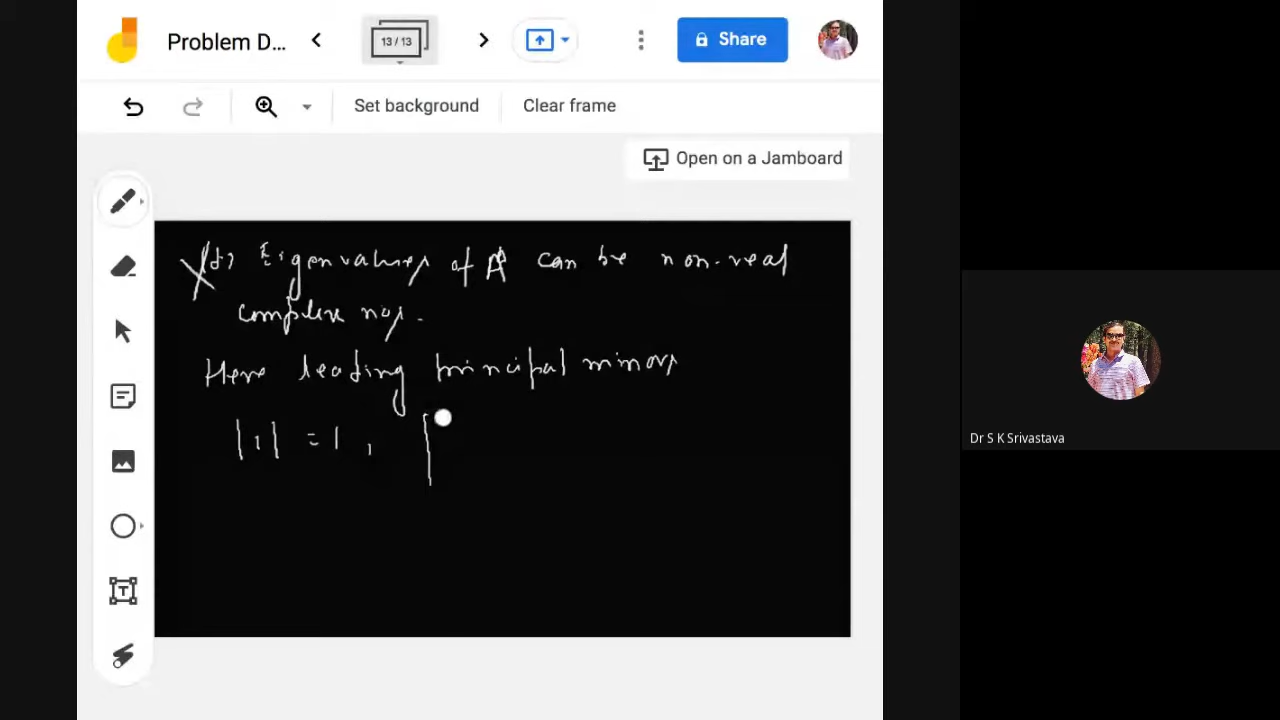 Problem D...
13 / 13
Share
Set background
Clear frame
Open on a Jamboard
(d) Eigenvalues of A can be non-real
complex nos.
Here leading principal minors
|1| = 1 , |
Dr S K Srivastava